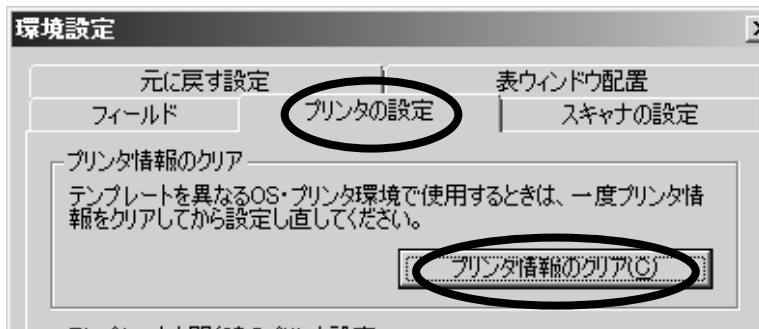 環境設定
元に戻す設定
表ウィンドウ配置
フィールド
プリンタの設定
スキャナの設定
プリンタ情報のクリア
テンプレートを異なるOS・プリンタ環境で使用するときは、一度プリンタ情
報をクリアしてから設定し直してください。
プリンタ情報のクリア(C)